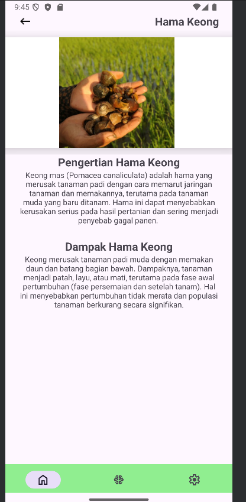 9:45
Hama Keong
Pengertian Hama Keong
Keong mas (Pomacea canaliculata) adalah hama yang
merusak tanaman padi dengan cara memarut jaringan
tanaman dan memakannya, terutama pada tanaman
muda yang baru ditanam. Hama ini dapat menyebabkan
kerusakan serius pada hasil pertanian dan sering menjadi
penyebab gagal panen.
Dampak Hama Keong
Keong merusak tanaman padi muda dengan memakan
daun dan batang bagian bawah. Dampaknya, tanaman
menjadi patah, layu, atau mati, terutama pada fase awal
pertumbuhan (fase persemaian dan setelah tanam). Hal
ini menyebabkan pertumbuhan tidak merata dan populasi
tanaman berkurang secara signifikan.